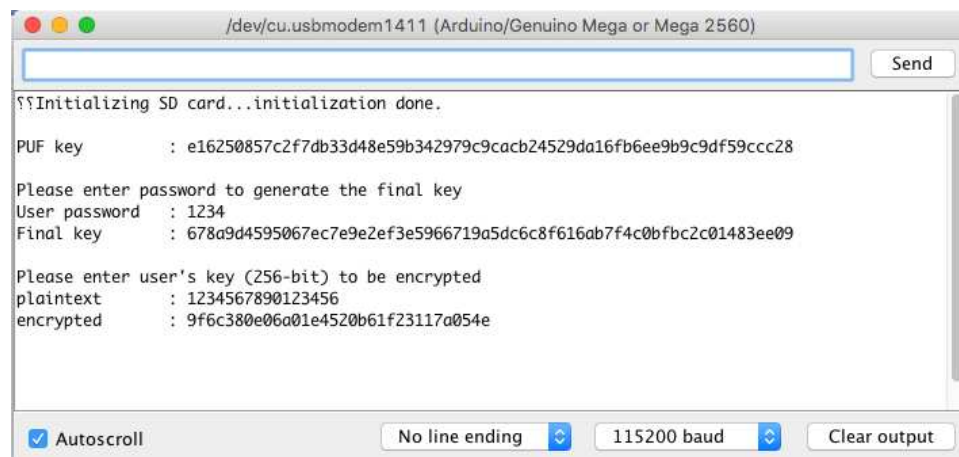 /dev/cu.usbmodem1411 (Arduino/Genuino Mega or Mega 2560)
Send
⸮⸮Initializing SD card...initialization done.
PUF key : e16250857c2f7db33d48e59b342979c9cacb24529da16fb6ee9b9c9df59ccc28
Please enter password to generate the final key
User password : 1234
Final key : 678a9d4595067ec7e9e2ef3e5966719a5dc6c8f616ab7f4c0bfbc2c01483ee09
Please enter user's key (256-bit) to be encrypted
plaintext : 1234567890123456
encrypted : 9f6c380e06a01e4520b61f23117a054e
Autoscroll No line ending 115200 baud Clear output